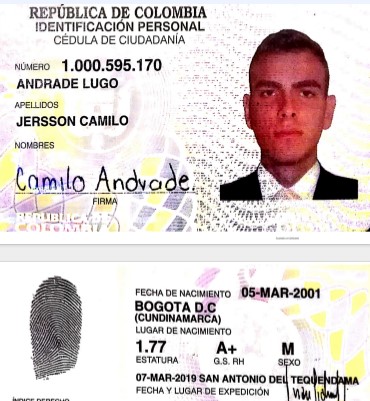 REPÚBLICA DE COLOMBIA
IDENTIFICACIÓN PERSONAL
CÉDULA DE CIUDADANÍA
NÚMERO 1.000.595.170
ANDRADE LUGO
APELLIDOS
JERSSON CAMILO
NOMBRES
Camilo Andrade.
FIRMA
REPUBLICA DE
COLOMBIA
FECHA DE NACIMIENTO 05-MAR-2001
BOGOTA D.C
(CUNDINAMARCA)
LUGAR DE NACIMIENTO
1.77 A+ M
ESTATURA G.S. RH SEXO
07-MAR-2019 SAN ANTONIO DEL TEQUENDAMA
FECHA Y LUGAR DE EXPEDICIÓN
ÍNDICE DERECHO